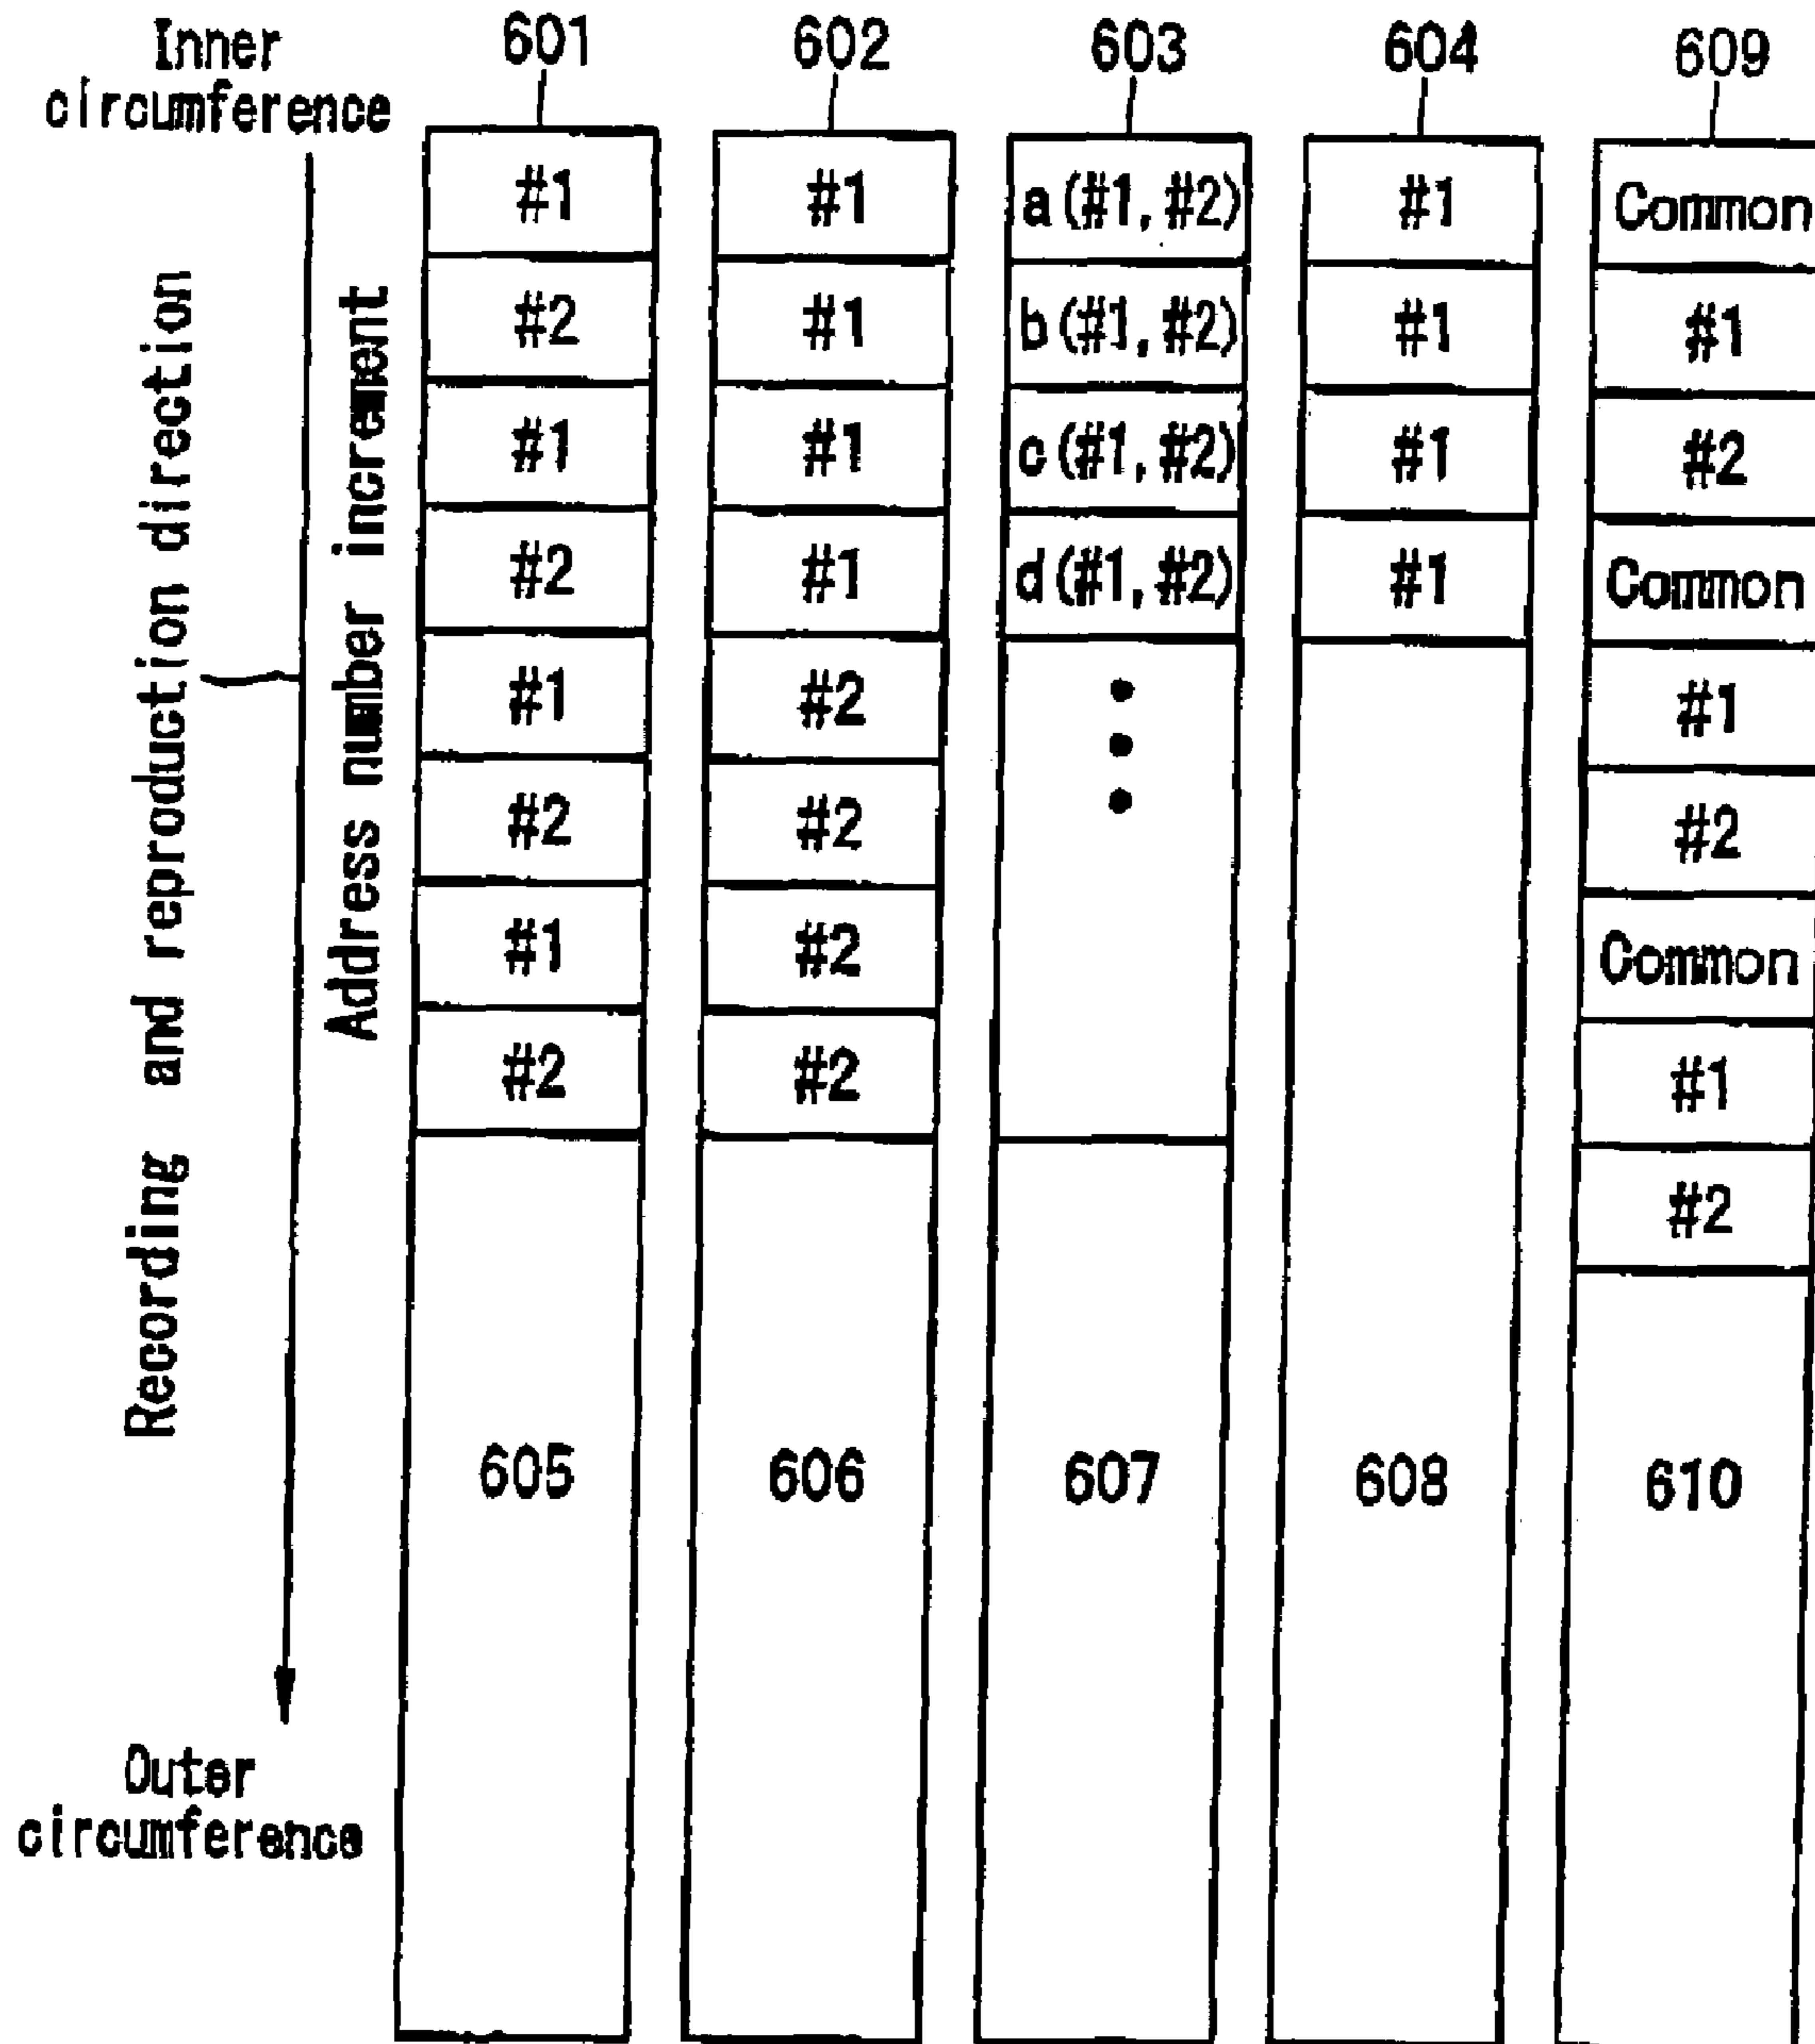 Inner
circumference
601
602
603
604
609
Recording and reproduction direction
Address number increment
#1
#2
#1
#2
#1
#2
#1
#2
605
#1
#1
#1
#1
#2
#2
#2
#2
606
a(#1, #2)
b(#1, #2)
c(#1, #2)
d(#1, #2)
607
#1
#1
#1
#1
608
Common
#1
#2
Common
#1
#2
Common
#1
#2
610
Outer
circumference